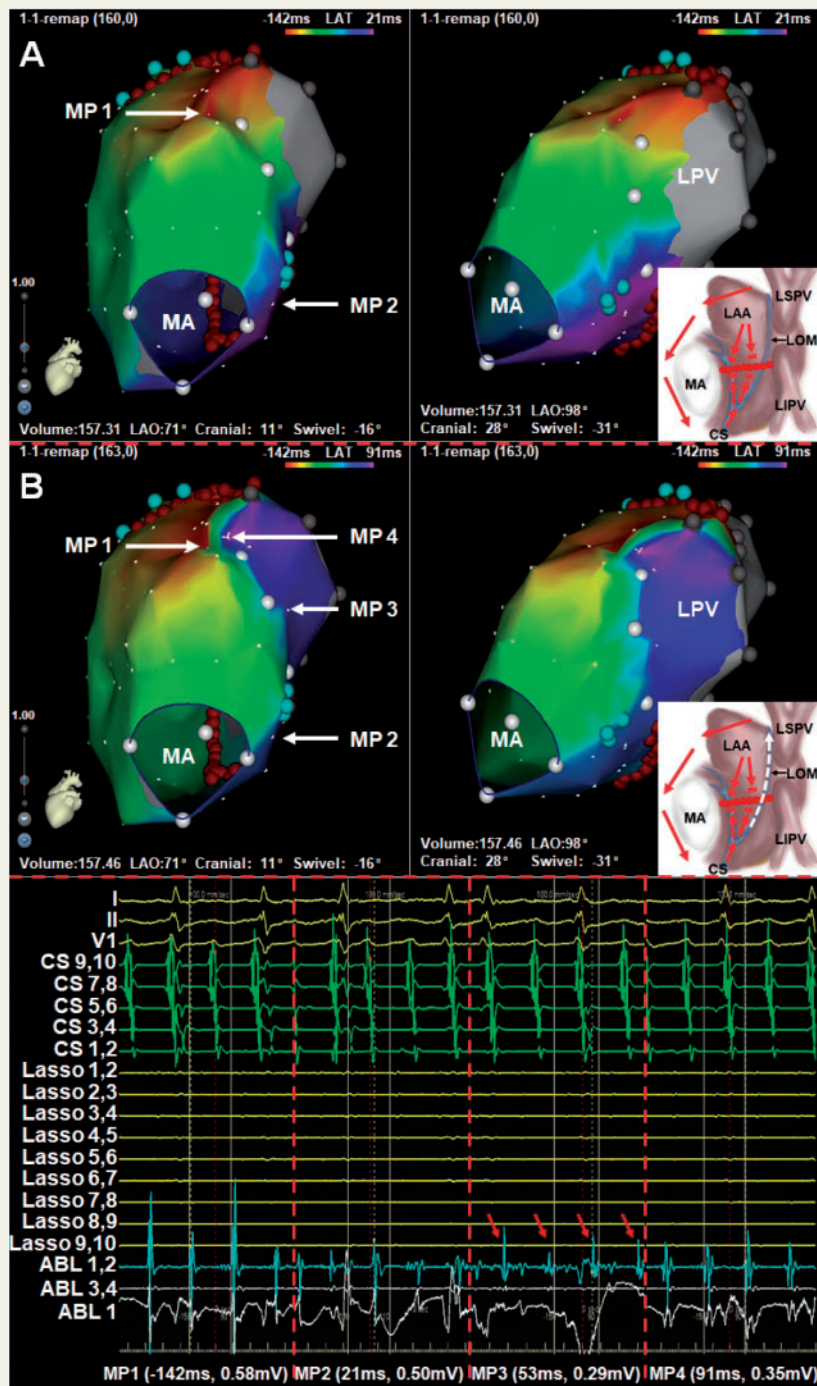 1-1-remap (160,0) -142ms LAT 21ms
A
MP 1
MA
MP 2
1.00
Volume:157.31 LAO:71° Cranial: 11° Swivel: -16°
1-1-remap (160,0) -142ms LAT 21ms
LPV
MA
Volume:157.31 LAO:98°
Cranial: 28° Swivel: -31°
LSPV
LAA
LOM
MA
LIPV
CS
1-1-remap (163,0) -142ms LAT 91ms
B
MP 1
MP 4
MP 3
MP 2
MA
1.00
Volume:157.46 LAO:71° Cranial: 11° Swivel: -16°
1-1-remap (163,0) -142ms LAT 91ms
LPV
MA
Volume:157.46 LAO:98°
Cranial: 28° Swivel: -31°
LSPV
LAA
LOM
MA
LIPV
CS
I
II
V1
CS 9,10
CS 7,8
CS 5,6
CS 3,4
CS 1,2
Lasso 1,2
Lasso 2,3
Lasso 3,4
Lasso 4,5
Lasso 5,6
Lasso 6,7
Lasso 7,8
Lasso 8,9
Lasso 9,10
ABL 1,2
ABL 3,4
ABL 1
MP1 (-142ms, 0.58mV) MP2 (21ms, 0.50mV) MP3 (53ms, 0.29mV) MP4 (91ms, 0.35mV)